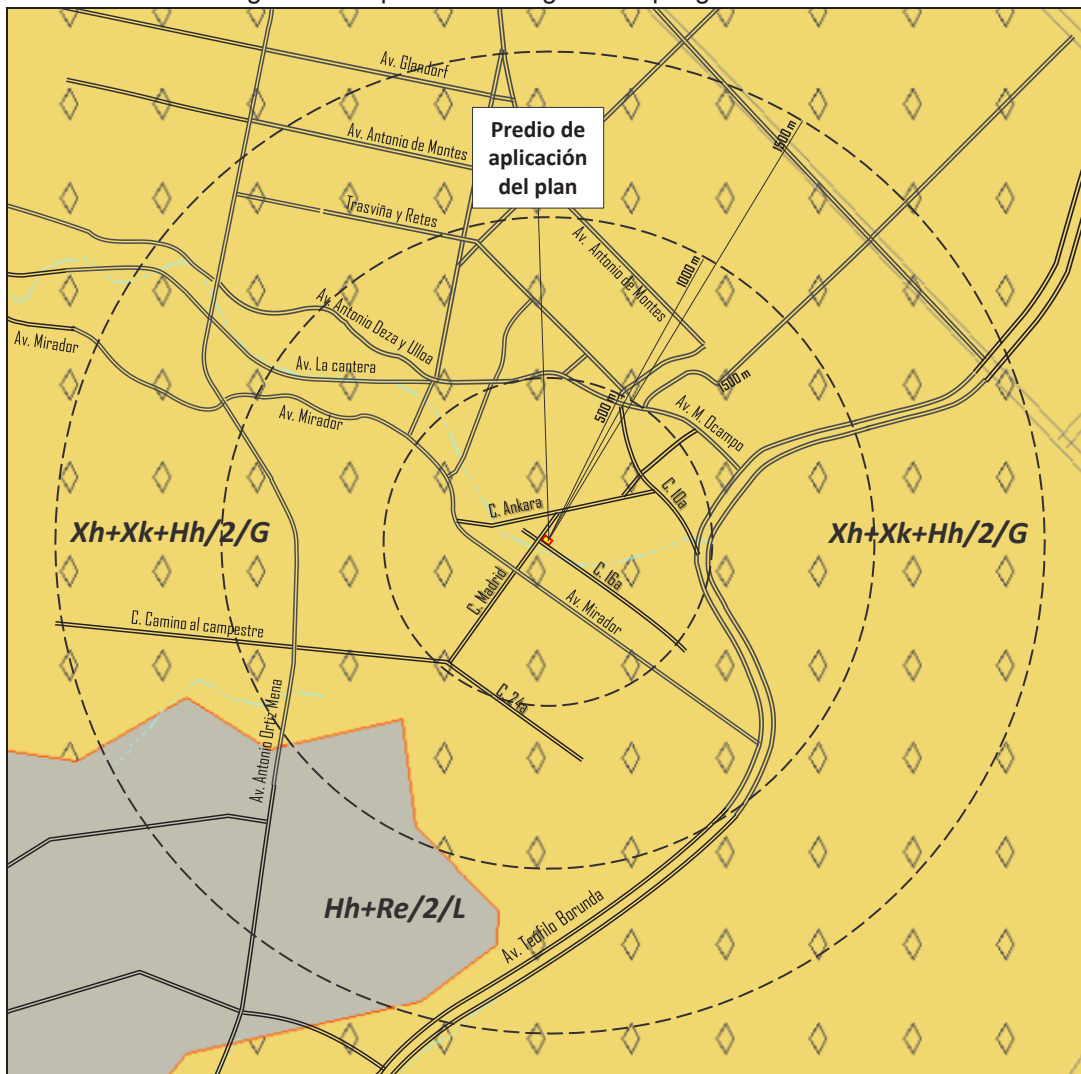 Av. Glandorf
Av. Antonio de Montes
Predio de
aplicación
del plan
1500 m
Trasviña y Retes
Av. Antonio de Montes
1000 m
Av. Antonio Deza y Ulloa
Av. Mirador
Av. La cantera
Av. Mirador
500 m
500 m
Av. M. Ocampo
C. 10a
C. Ankara
Xh+Xk+Hh/2/G
Xh+Xk+Hh/2/G
C. Madrid
C. 16a
Av. Mirador
C. Camino al campestre
C. 24a
Av. Antonio Ortiz Mena
Hh+Re/2/L
Av. Teófilo Borunda